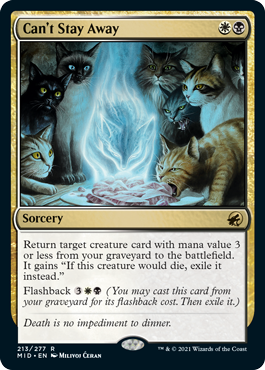 Can't Stay Away
Sorcery
Return target creature card with mana value 3
or less from your graveyard to the battlefield.
It gains "If this creature would die, exile it
instead."
Flashback 3 (You may cast this card
from your graveyard for its flashback cost. Then exile it.)
Death is no impediment to dinner.
213/277 R
MID • EN Milivoj Ćeran
™ & © 2021 Wizards of the Coast